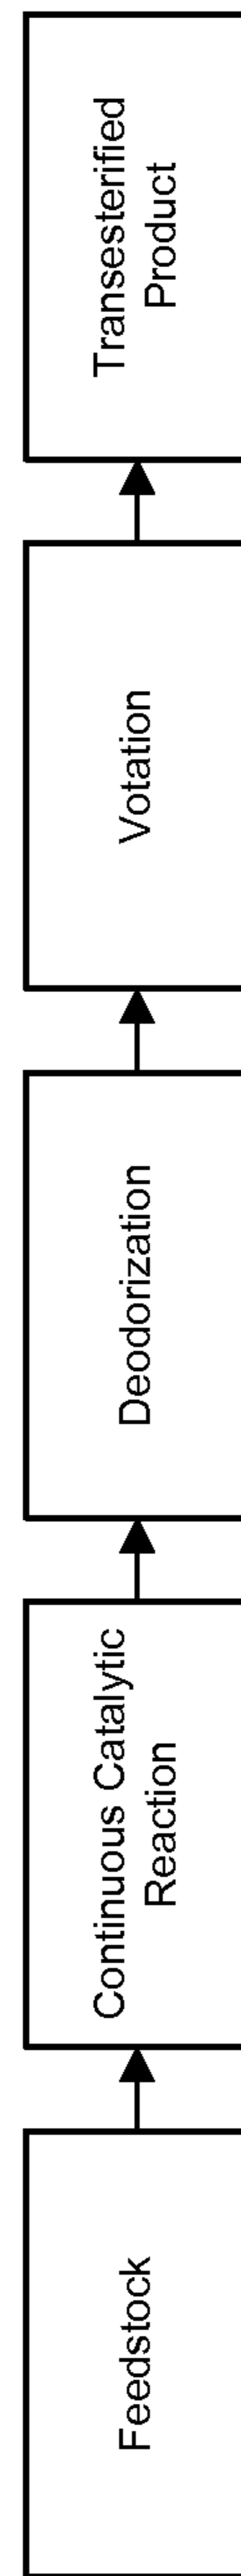 Feedstock
Continuous Catalytic
Reaction
Deodorization
Votation
Transesterified
Product